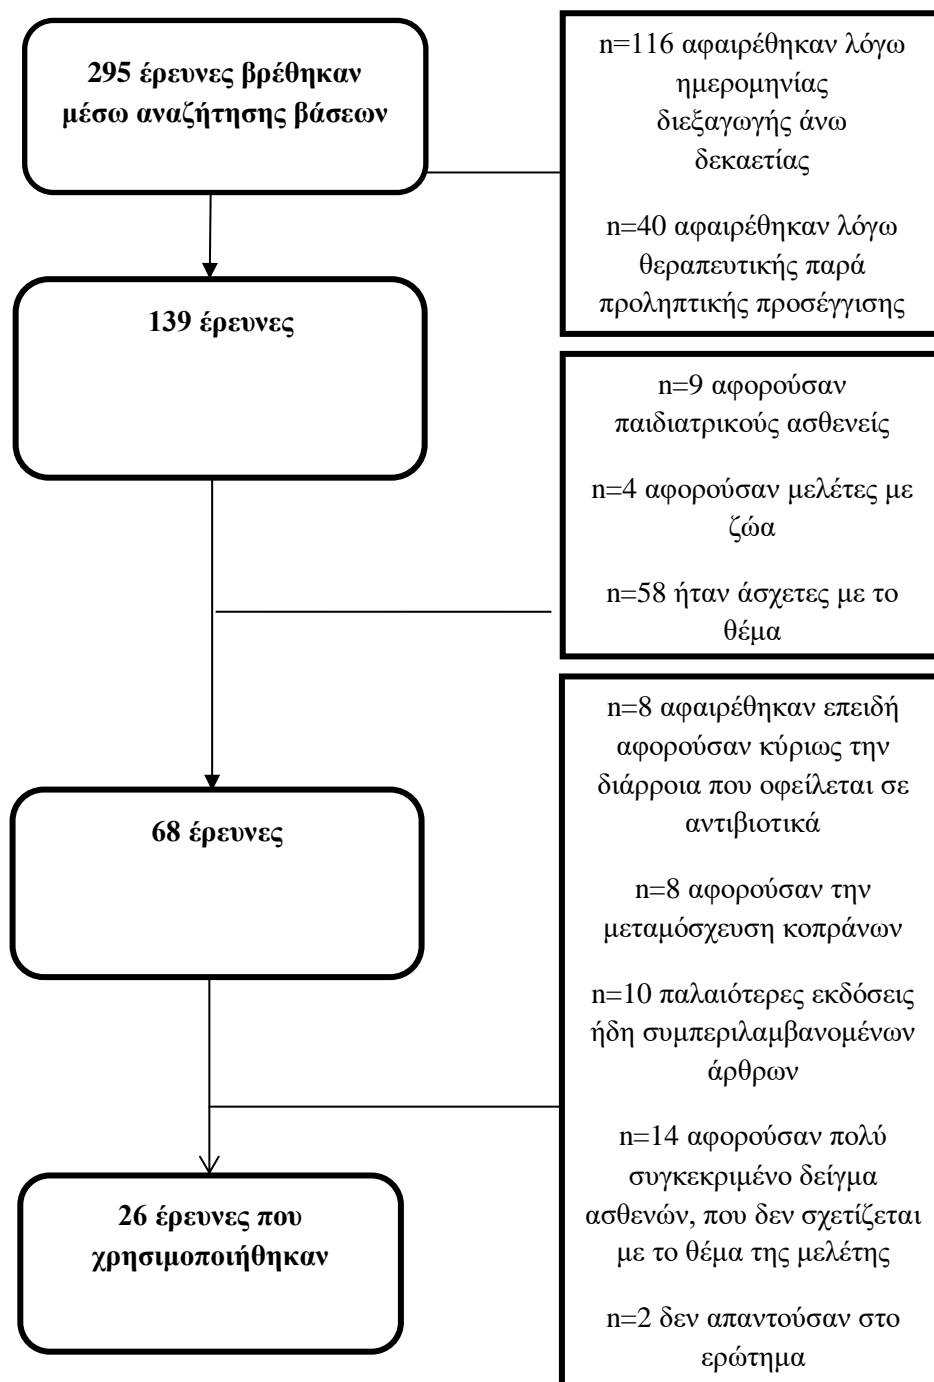 295 έρευνες βρέθηκαν
μέσω αναζήτησης βάσεων
n=116 αφαιρέθηκαν λόγω
ημερομηνίας
διεξαγωγής άνω
δεκαετίας
n=40 αφαιρέθηκαν λόγω
θεραπευτικής παρά
προληπτικής προσέγγισης
139 έρευνες
n=9 αφορούσαν
παιδιατρικούς ασθενείς
n=4 αφορούσαν μελέτες με
ζώα
n=58 ήταν άσχετες με το
θέμα
68 έρευνες
n=8 αφαιρέθηκαν επειδή
αφορούσαν κύριως την
διάρροια που οφείλεται σε
αντιβιοτικά
n=8 αφορούσαν την
μεταμόσχευση κοπράνων
n=10 παλαιότερες εκδόσεις
ήδη συμπεριλαμβανομένων
άρθρων
n=14 αφορούσαν πολύ
συγκεκριμένο δείγμα
ασθενών, που δεν σχετίζεται
με το θέμα της μελέτης
n=2 δεν απαντούσαν στο
ερώτημα
26 έρευνες που
χρησιμοποιήθηκαν